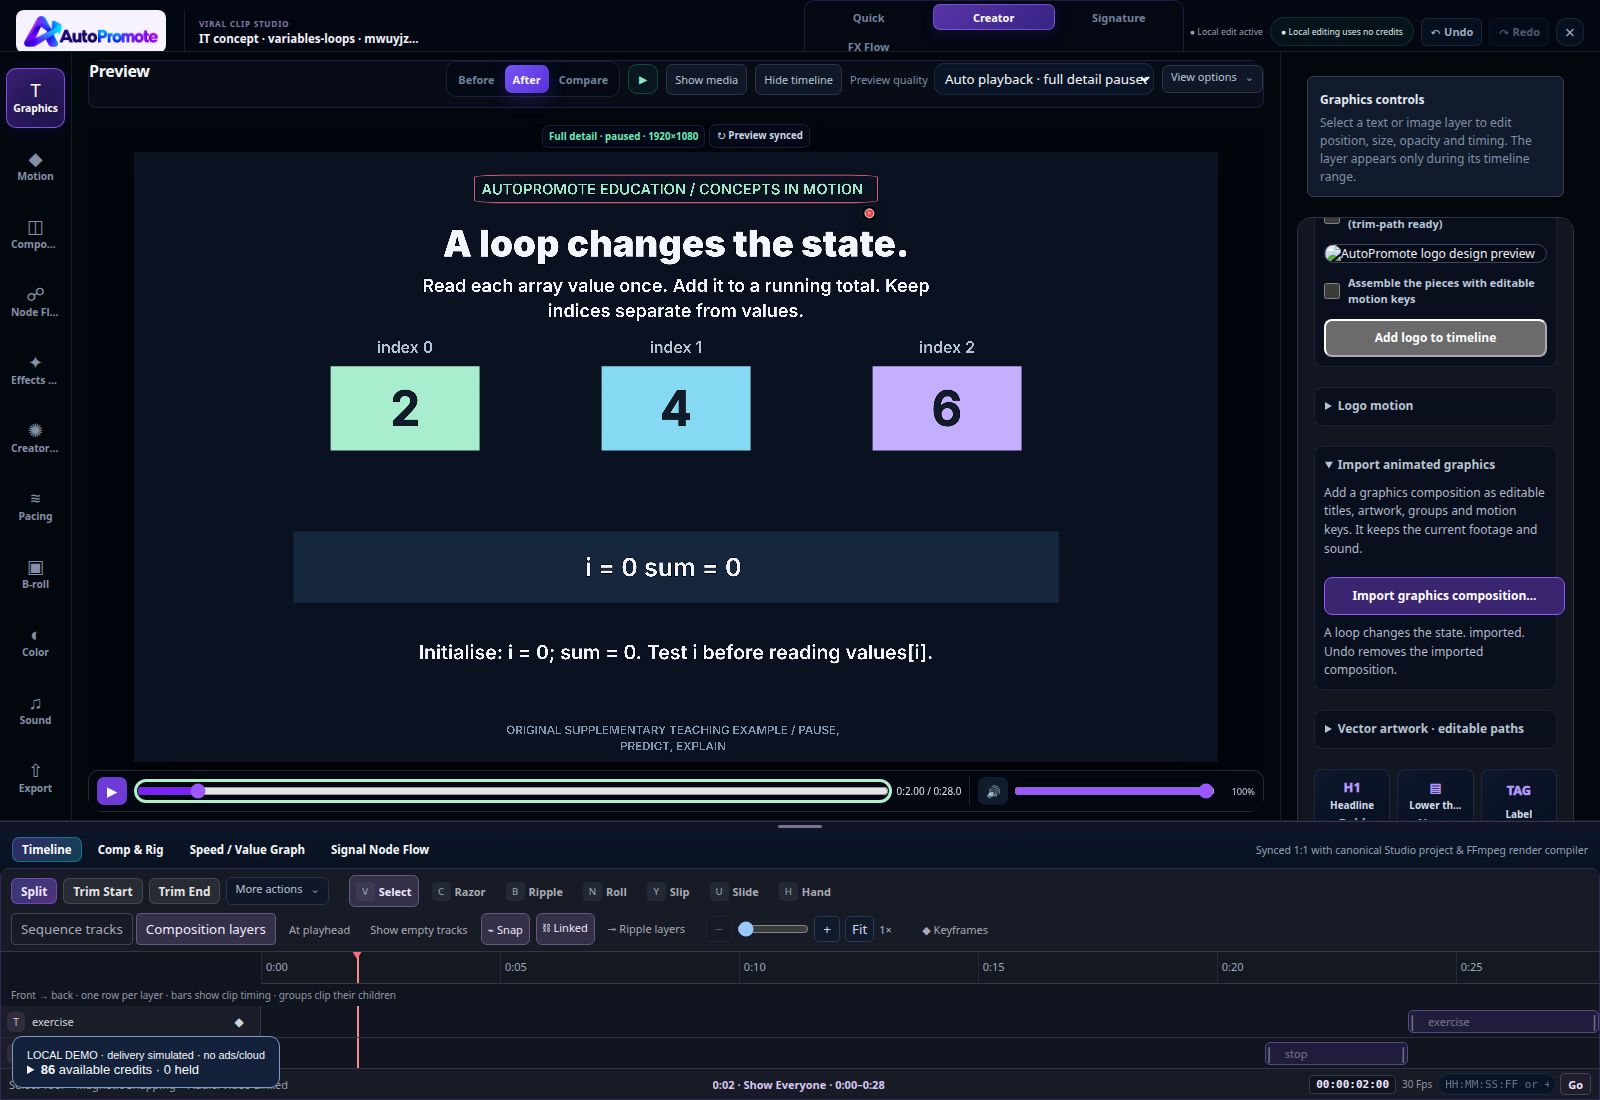 AutoPromote
VIRAL CLIP STUDIO
IT concept · variables-loops · mwuyjz...
Quick
Creator
Signature
FX Flow
Local edit active
Local editing uses no credits
↶ Undo
↷ Redo
✕
T
Graphics
Motion
Compo...
Node Fl...
Effects ...
Creator...
Pacing
B-roll
Color
Sound
Export
Preview
Before
After
Compare
Show media
Hide timeline
Preview quality
Auto playback · full detail paused
View options
Full detail · paused · 1920×1080
↻ Preview synced
AUTOPROMOTE EDUCATION / CONCEPTS IN MOTION
A loop changes the state.
Read each array value once. Add it to a running total. Keep
indices separate from values.
index 0
index 1
index 2
2
4
6
i = 0 sum = 0
Initialise: i = 0; sum = 0. Test i before reading values[i].
ORIGINAL SUPPLEMENTARY TEACHING EXAMPLE / PAUSE,
PREDICT, EXPLAIN
0:2.00 / 0:28.0
100%
Graphics controls
Select a text or image layer to edit
position, size, opacity and timing. The
layer appears only during its timeline
range.
(trim-path ready)
AutoPromote logo design preview
Assemble the pieces with editable
motion keys
Add logo to timeline
Logo motion
Import animated graphics
Add a graphics composition as editable
titles, artwork, groups and motion
keys. It keeps the current footage and
sound.
Import graphics composition...
A loop changes the state. imported.
Undo removes the imported
composition.
Vector artwork · editable paths
H1
Headline
Lower th...
TAG
Label
Timeline
Comp & Rig
Speed / Value Graph
Signal Node Flow
Synced 1:1 with canonical Studio project & FFmpeg render compiler
Split
Trim Start
Trim End
More actions
V Select
C Razor
B Ripple
N Roll
Y Slip
U Slide
H Hand
Sequence tracks
Composition layers
At playhead
Show empty tracks
Snap
Linked
Ripple layers
−
+
Fit
1×
Keyframes
0:00
0:05
0:10
0:15
0:20
0:25
Front → back · one row per layer · bars show clip timing · groups clip their children
T exercise
exercise
stop
LOCAL DEMO · delivery simulated · no ads/cloud
86 available credits · 0 held
0:02 · Show Everyone · 0:00–0:28
00:00:02:00
30 Fps
HH:MM:SS:FF or +
Go